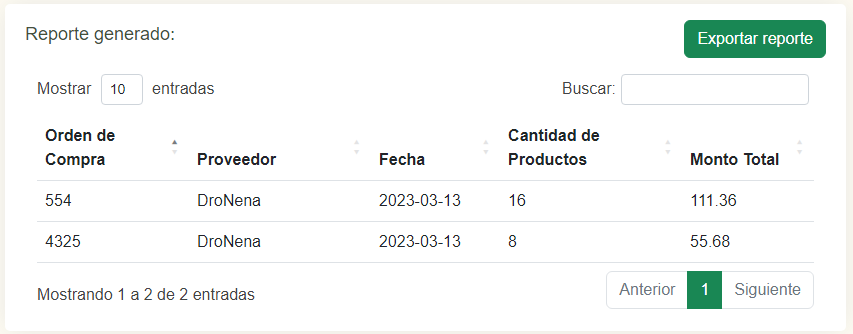 Reporte generado:
Exportar reporte
Mostrar 10 entradas
Buscar:
Orden de Compra Proveedor Fecha Cantidad de Productos Monto Total
554 DroNena 2023-03-13 16 111.36
4325 DroNena 2023-03-13 8 55.68
Mostrando 1 a 2 de 2 entradas
Anterior 1 Siguiente